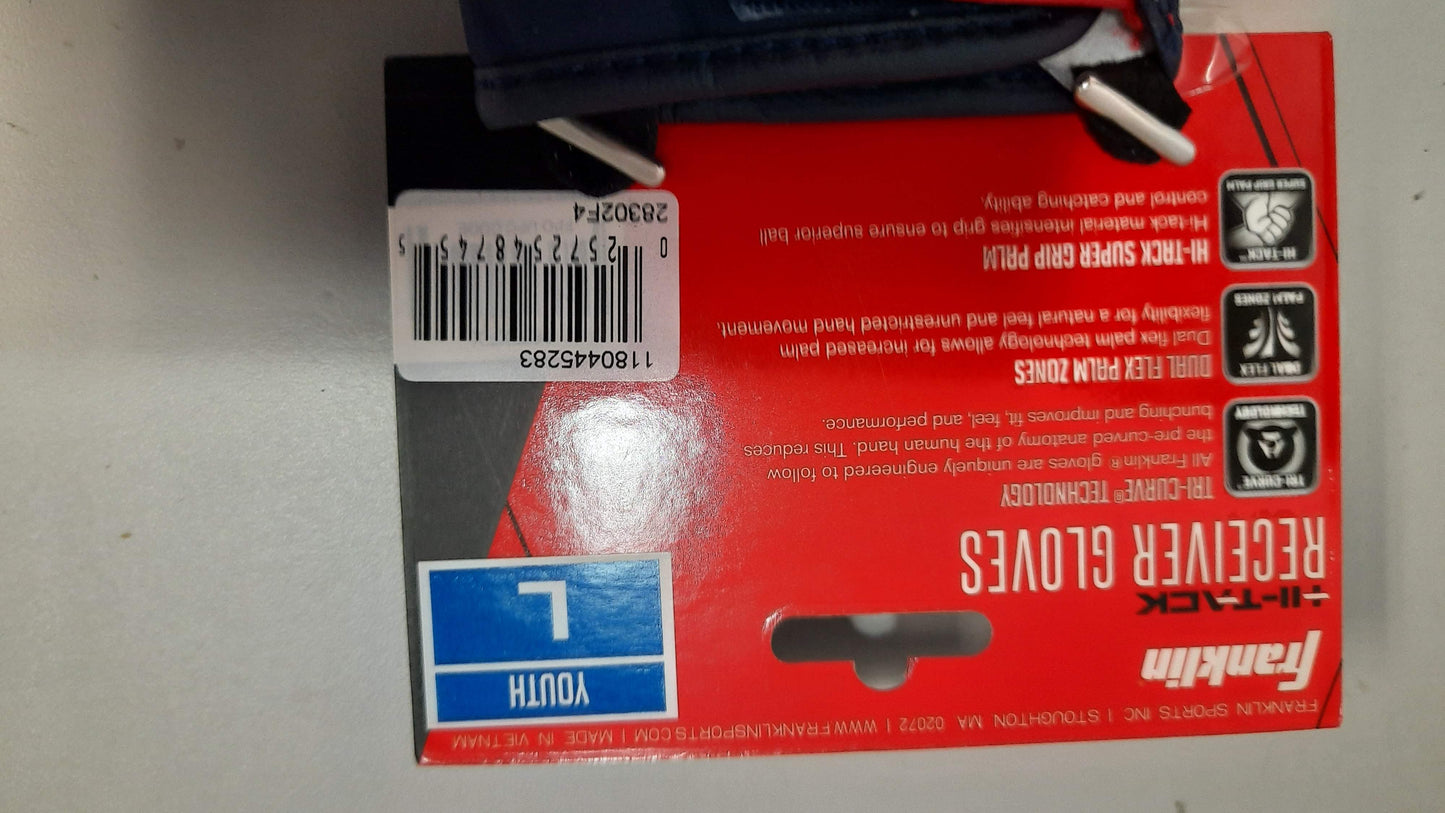 FRANKLIN SPORTS INC | STOUGHTON MA 02072 | WWW.FRANKLINSPORTS.COM | MADE IN VIETNAM
franklin
HI-TACK
RECEIVER GLOVES
YOUTH
L
TRI-CURVE™
TECHNOLOGY
TRI-CURVE® TECHNOLOGY
All Franklin® gloves are uniquely engineered to follow
the pre-curved anatomy of the human hand. This reduces
bunching and improves fit, feel, and performance.
DUAL FLEX
PALM ZONES
DUAL FLEX PALM ZONES
Dual flex palm technology allows for increased palm
flexibility for a natural feel and unrestricted hand movement.
HI-TACK™
SUPER GRIP PALM
HI-TACK SUPER GRIP PALM
Hi-tack material intensifies grip to ensure superior ball
control and catching ability.
1180445283
0 25725 48745 5
28302F4